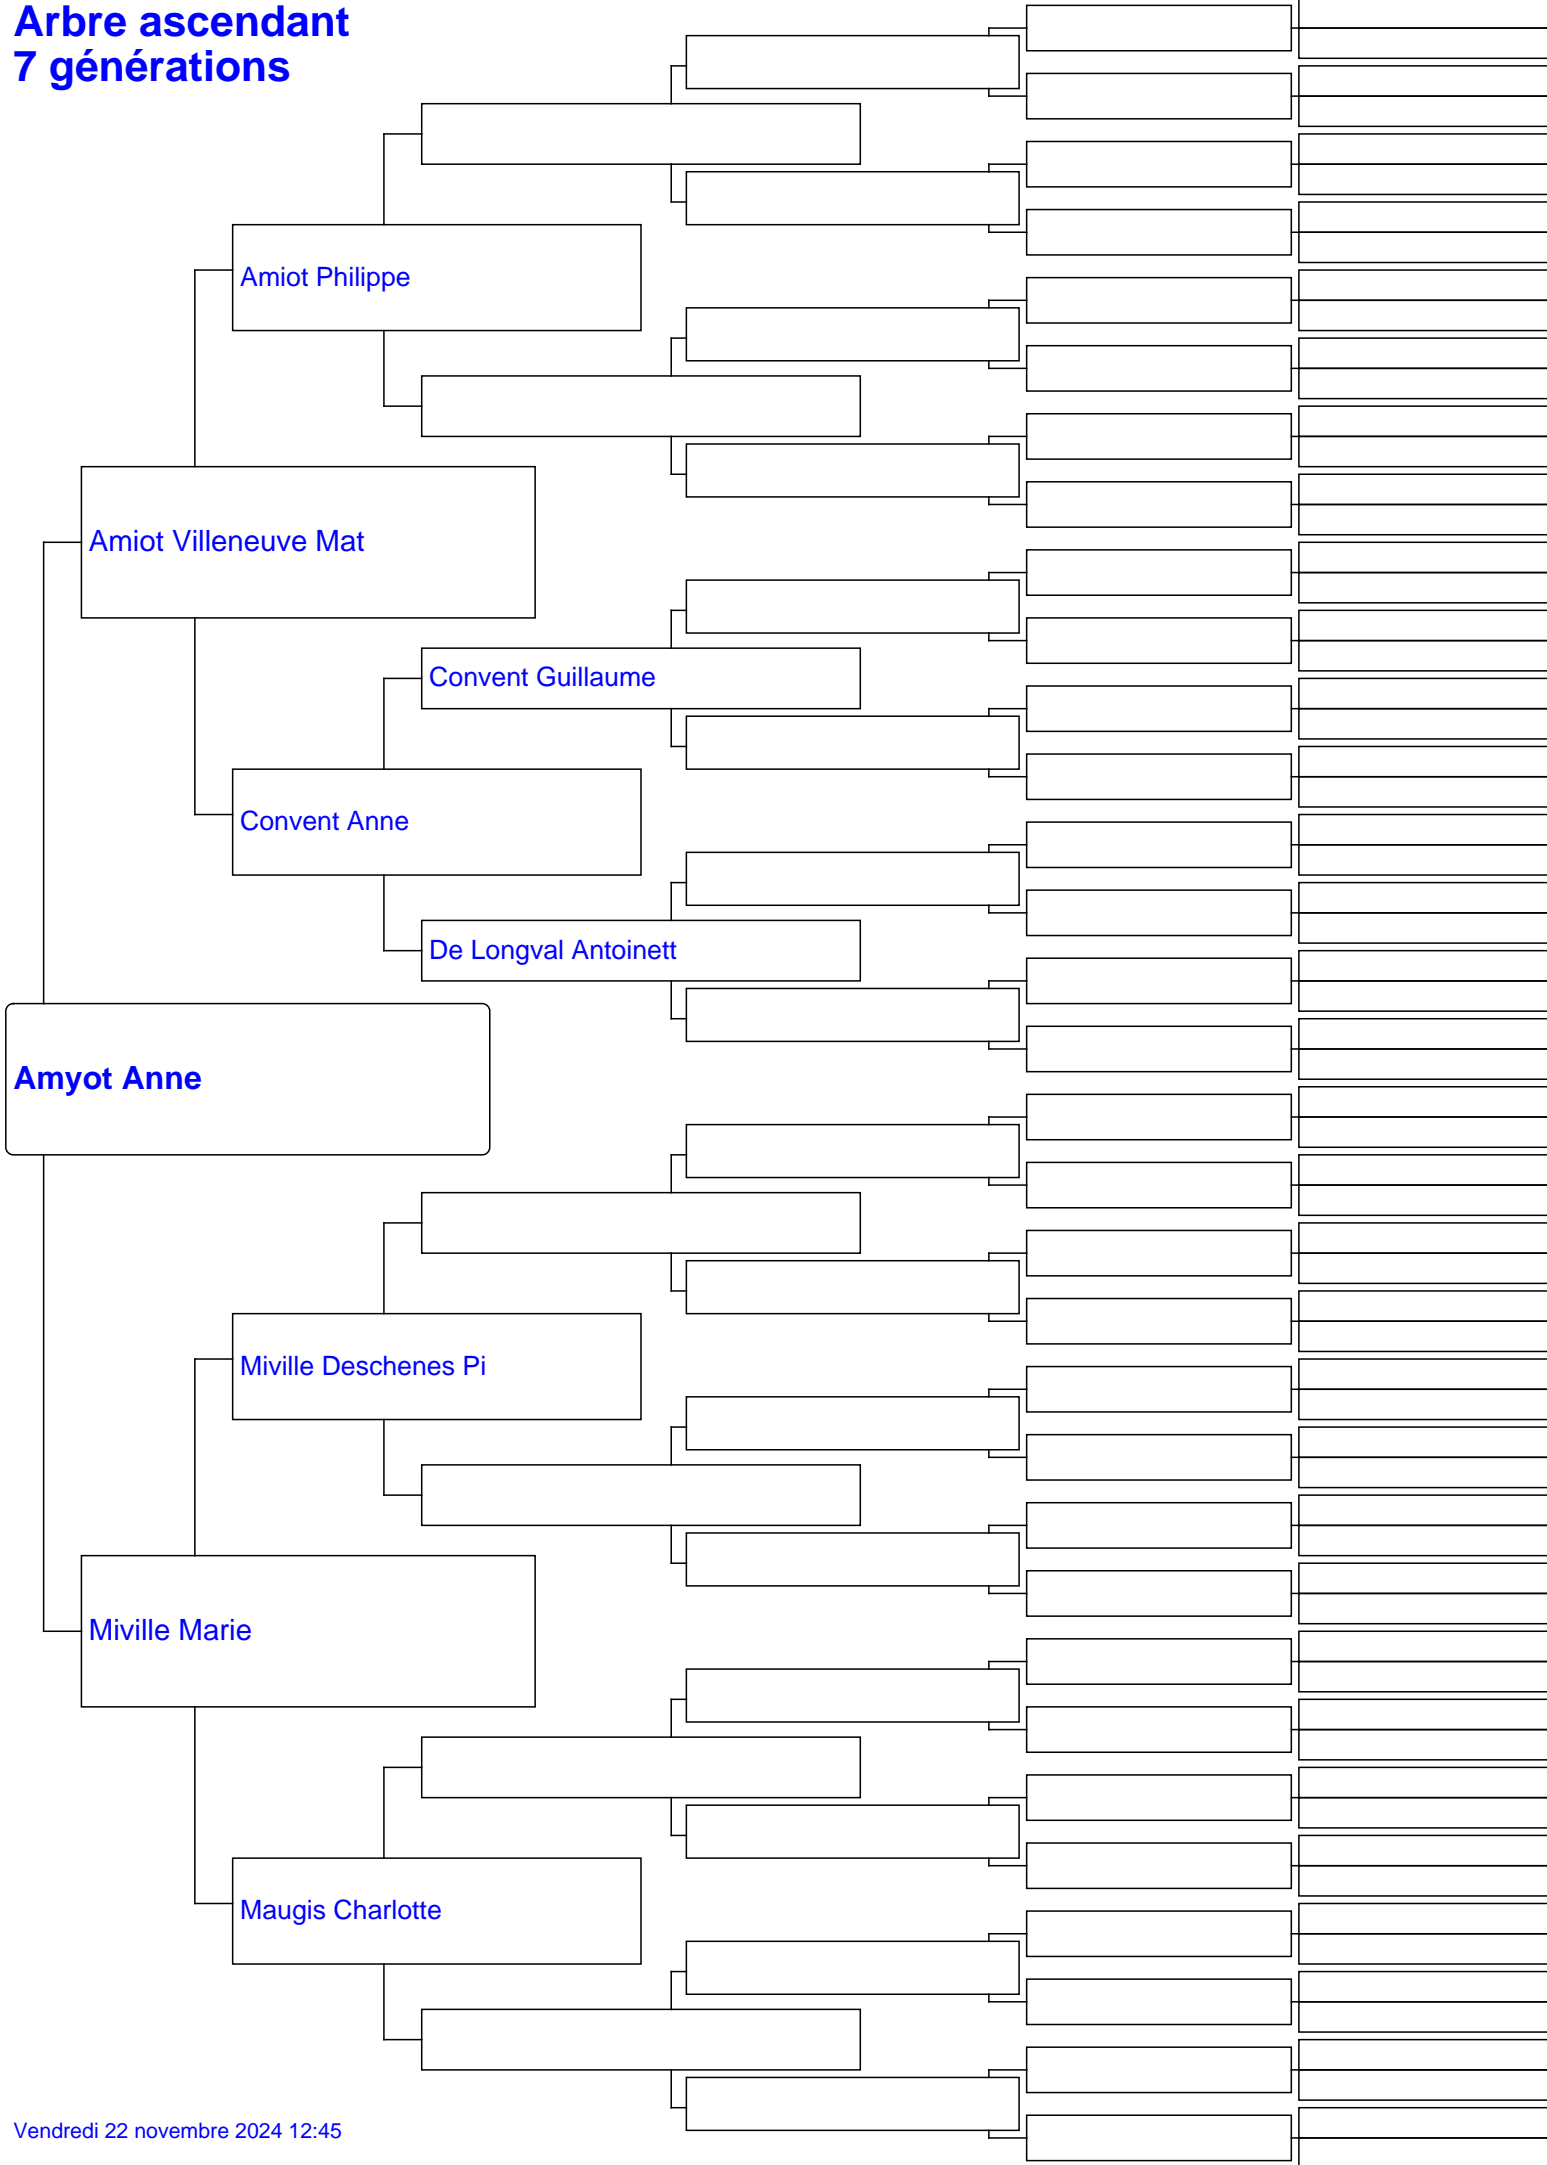 Arbre ascendant
7 générations
Amiot Philippe
Amiot Villeneuve Mat
Convent Guillaume
Convent Anne
De Longval Antoinett
Amyot Anne
Miville Deschenes Pi
Miville Marie
Maugis Charlotte
Vendredi 22 novembre 2024 12:45